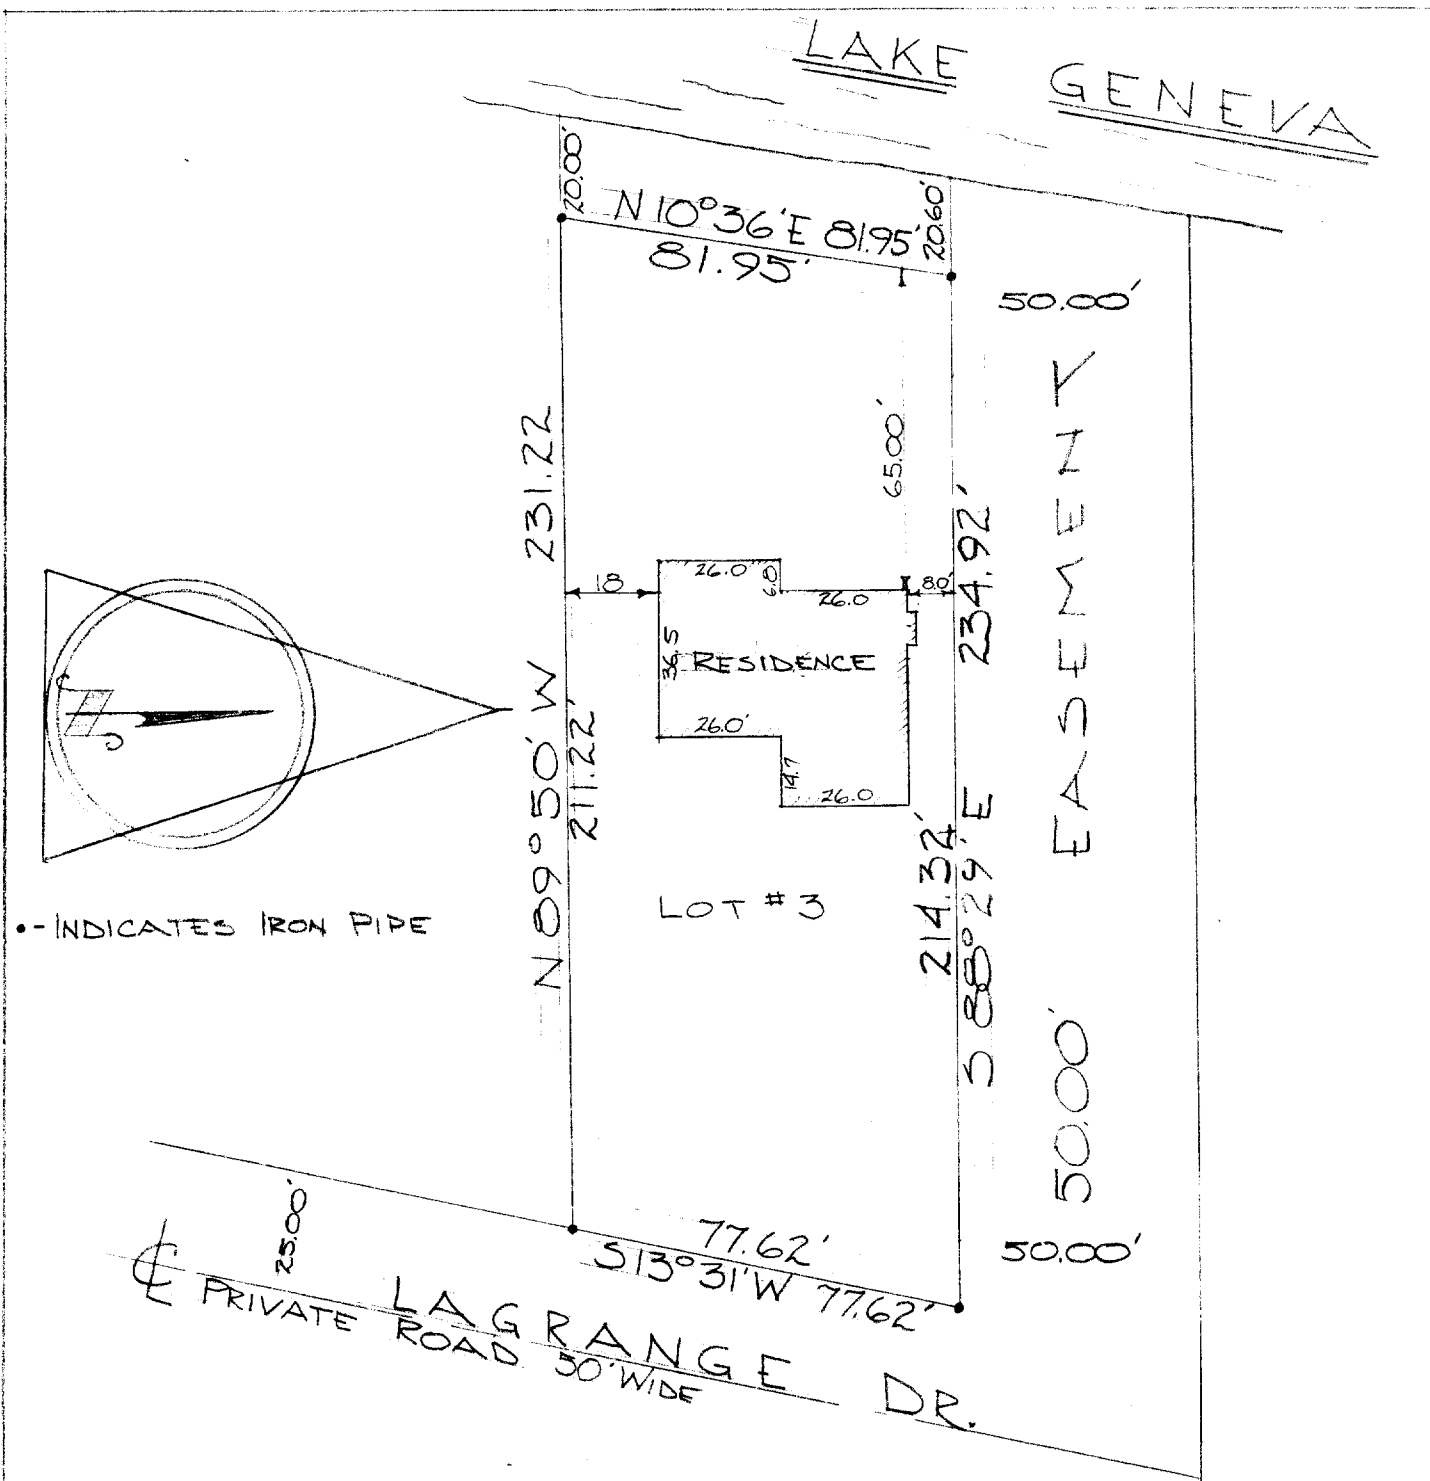 LAKE GENEVA
20.00'
N 10°36'E 81.95'
81.95'
20.60'
50.00'
EASEMENT
50.00'
50.00'
N 89°50' W 231.22
211.22'
65.00'
S 88°29' E 234.92'
214.32'
18
26.0'
6.0
26.0
8.0'
36.5
RESIDENCE
26.0'
14.7
26.0
LOT #3
N
•- INDICATES IRON PIPE
25.00'
77.62'
S 13°31'W 77.62'
℄
LAGRANGE DR.
PRIVATE ROAD 50' WIDE